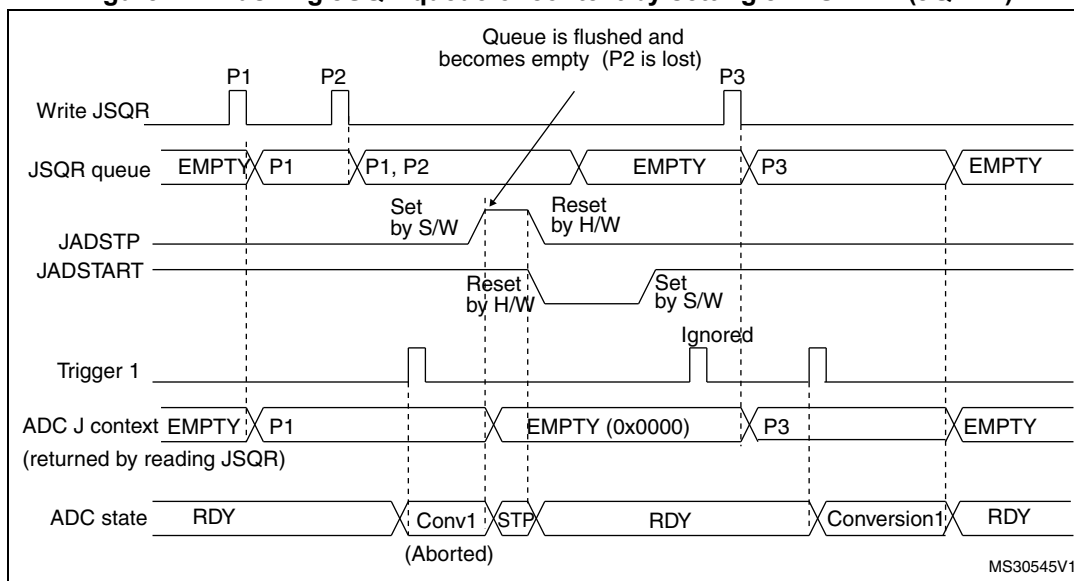 Queue is flushed and
becomes empty (P2 is lost)
P1
P2
P3
Write JSQR
JSQR queue
EMPTY
P1
P1, P2
EMPTY
P3
EMPTY
Set
by S/W
Reset
by H/W
JADSTP
JADSTART
Reset
by H/W
Set
by S/W
Ignored
Trigger 1
ADC J context
(returned by reading JSQR)
EMPTY
P1
EMPTY (0x0000)
P3
EMPTY
ADC state
RDY
Conv1
(Aborted)
STP
RDY
Conversion1
RDY
MS30545V1